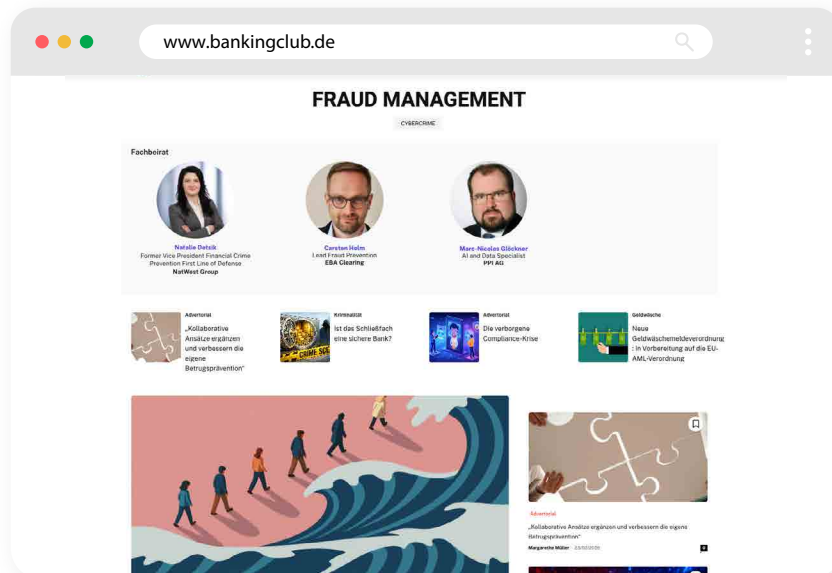 www.bankingclub.de
FRAUD MANAGEMENT
CYBERCRIME
Fachbeirat
Natalie Detzik
Former Vice President Financial Crime
Prevention First Line of Defense
NatWest Group
Carsten Holm
Lead Fraud Prevention
EBA Clearing
Marc-Nicolas Glöckner
AI and Data Specialist
PPI AG
Advertorial
„Kollaborative
Ansätze ergänzen
und verbessern die
eigene
Betrugsprävention“
Kriminalität
Ist das Schließfach
eine sichere Bank?
CRIME SC
Advertorial
Die verborgene
Compliance-Krise
Geldwäsche
Neue
Geldwäschemeldeverordnung
: in Vorbereitung auf die EU-
AML-Verordnung
Advertorial
„Kollaborative Ansätze ergänzen und verbessern die eigene
Betrugsprävention“
Margarethe Müller